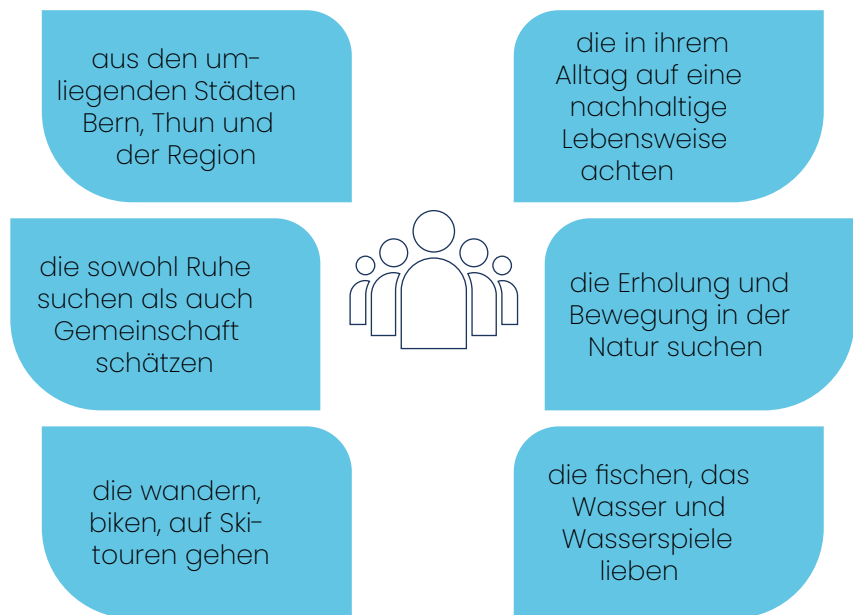 aus den um-
liegenden Städten
Bern, Thun und
der Region
die in ihrem
Alltag auf eine
nachhaltige
Lebensweise
achten
die sowohl Ruhe
suchen als auch
Gemeinschaft
schätzen
die Erholung und
Bewegung in der
Natur suchen
die wandern,
biken, auf Ski-
touren gehen
die fischen, das
Wasser und
Wasserspiele
lieben